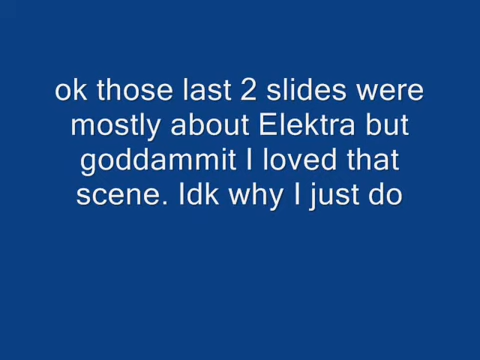 ok those last 2 slides were
mostly about Elektra but
goddammit I loved that
scene. Idk why I just do